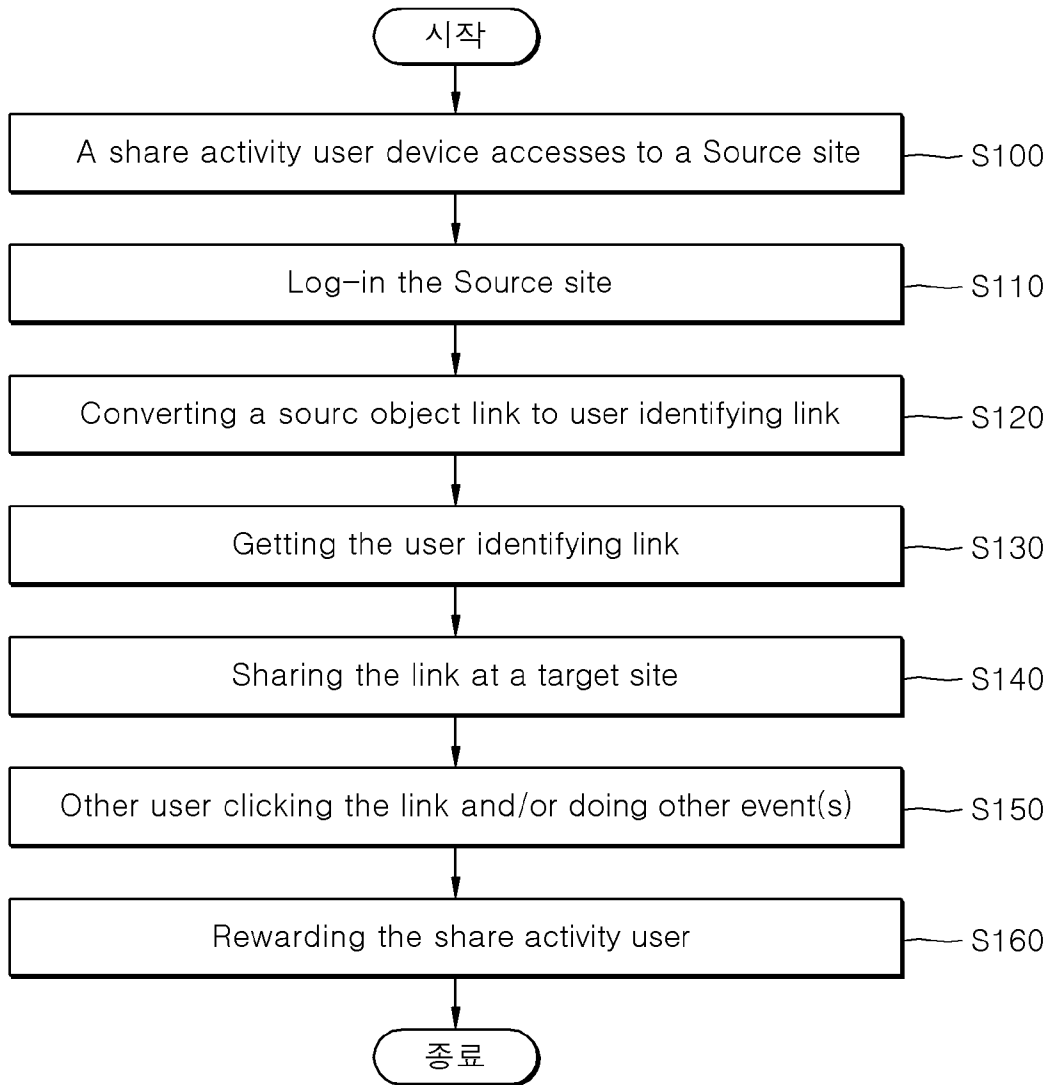 시작
A share activity user device accesses to a Source site S100
Log-in the Source site S110
Converting a sourc object link to user identifying link S120
Getting the user identifying link S130
Sharing the link at a target site S140
Other user clicking the link and/or doing other event(s) S150
Rewarding the share activity user S160
종료